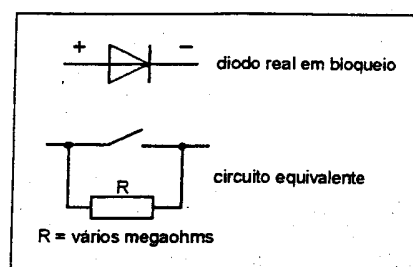 + −
diodo real em bloqueio
R
circuito equivalente
R = vários megaohms